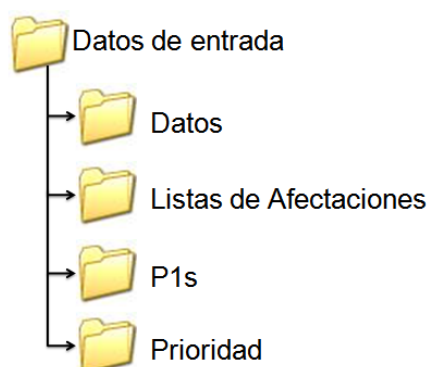 Datos de entrada
Datos
Listas de Afectaciones
P1s
Prioridad